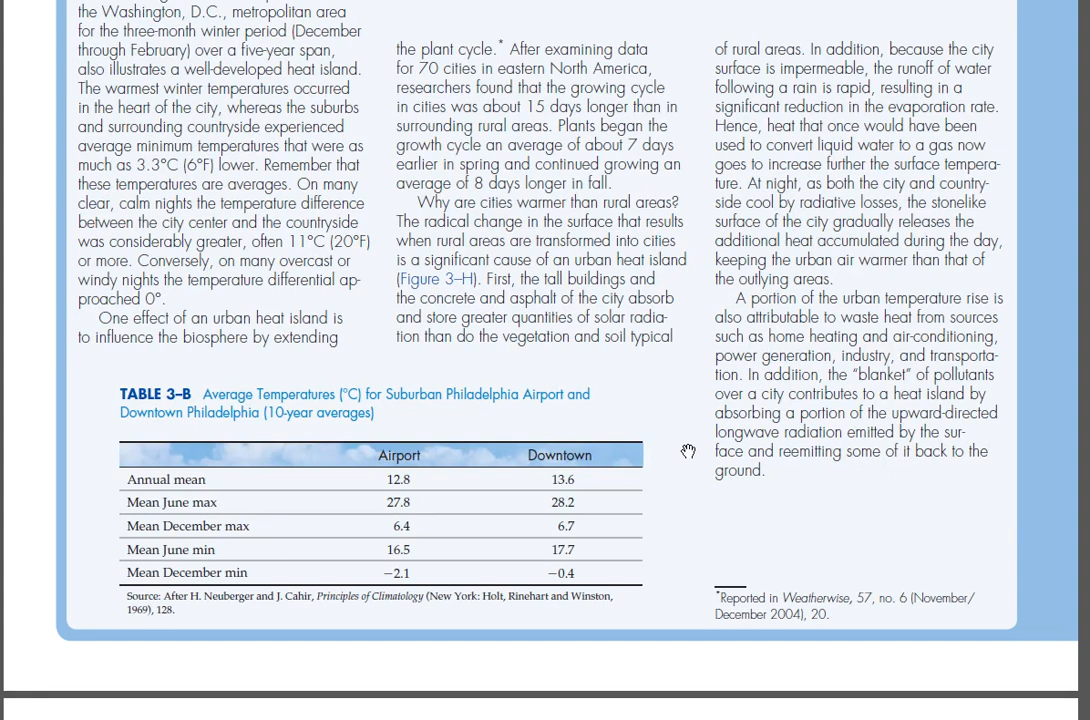 the Washington, D.C., metropolitan area
for the three-month winter period (December
through February) over a five-year span,
also illustrates a well-developed heat island.
The warmest winter temperatures occurred
in the heart of the city, whereas the suburbs
and surrounding countryside experienced
average minimum temperatures that were as
much as 3.3°C (6°F) lower. Remember that
these temperatures are averages. On many
clear, calm nights the temperature difference
between the city center and the countryside
was considerably greater, often 11°C (20°F)
or more. Conversely, on many overcast or
windy nights the temperature differential ap-
proached 0°.
One effect of an urban heat island is
to influence the biosphere by extending
the plant cycle.* After examining data
for 70 cities in eastern North America,
researchers found that the growing cycle
in cities was about 15 days longer than in
surrounding rural areas. Plants began the
growth cycle an average of about 7 days
earlier in spring and continued growing an
average of 8 days longer in fall.
Why are cities warmer than rural areas?
The radical change in the surface that results
when rural areas are transformed into cities
is a significant cause of an urban heat island
(Figure 3–H). First, the tall buildings and
the concrete and asphalt of the city absorb
and store greater quantities of solar radia-
tion than do the vegetation and soil typical
of rural areas. In addition, because the city
surface is impermeable, the runoff of water
following a rain is rapid, resulting in a
significant reduction in the evaporation rate.
Hence, heat that once would have been
used to convert liquid water to a gas now
goes to increase further the surface tempera-
ture. At night, as both the city and country-
side cool by radiative losses, the stonelike
surface of the city gradually releases the
additional heat accumulated during the day,
keeping the urban air warmer than that of
the outlying areas.
A portion of the urban temperature rise is
also attributable to waste heat from sources
such as home heating and air-conditioning,
power generation, industry, and transporta-
tion. In addition, the "blanket" of pollutants
over a city contributes to a heat island by
absorbing a portion of the upward-directed
longwave radiation emitted by the sur-
face and reemitting some of it back to the
ground.
TABLE 3–B Average Temperatures (°C) for Suburban Philadelphia Airport and
Downtown Philadelphia (10-year averages)
Airport Downtown
Annual mean 12.8 13.6
Mean June max 27.8 28.2
Mean December max 6.4 6.7
Mean June min 16.5 17.7
Mean December min −2.1 −0.4
Source: After H. Neuberger and J. Cahir, Principles of Climatology (New York: Holt, Rinehart and Winston,
1969), 128.
*Reported in Weatherwise, 57, no. 6 (November/
December 2004), 20.